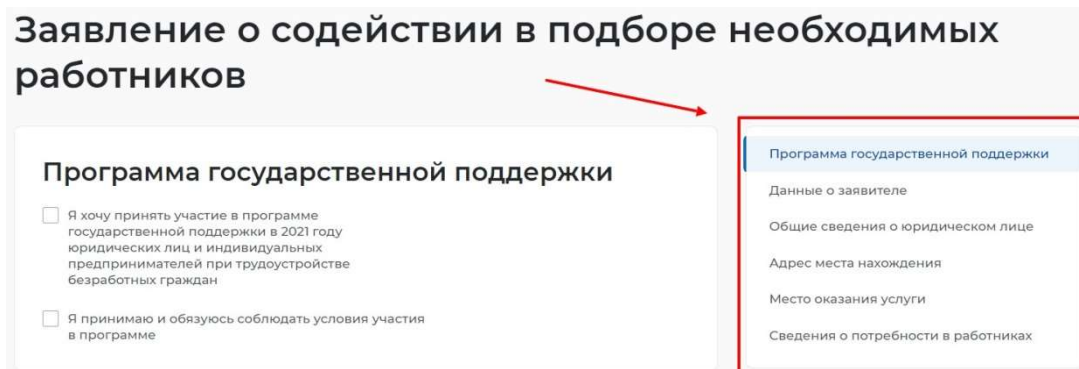 Заявление о содействии в подборе необходимых
работников
Программа государственной поддержки
Я хочу принять участие в программе
государственной поддержки в 2021 году
юридических лиц и индивидуальных
предпринимателей при трудоустройстве
безработных граждан
Я принимаю и обязуюсь соблюдать условия участия
в программе
Программа государственной поддержки
Данные о заявителе
Общие сведения о юридическом лице
Адрес места нахождения
Место оказания услуги
Сведения о потребности в работниках